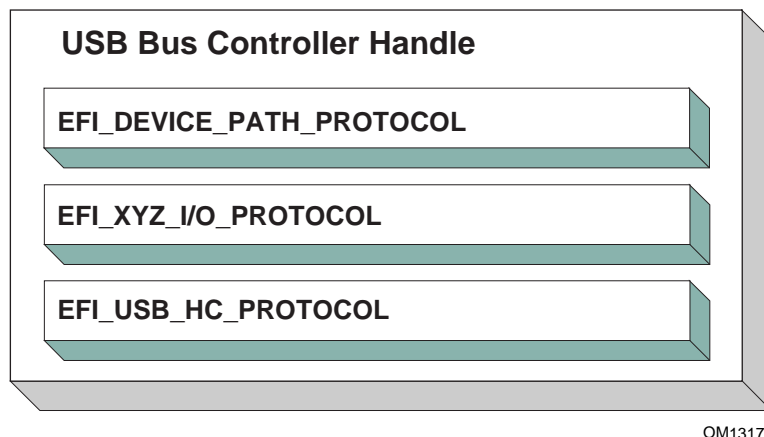 USB Bus Controller Handle
EFI_DEVICE_PATH_PROTOCOL
EFI_XYZ_I/O_PROTOCOL
EFI_USB_HC_PROTOCOL
OM1317